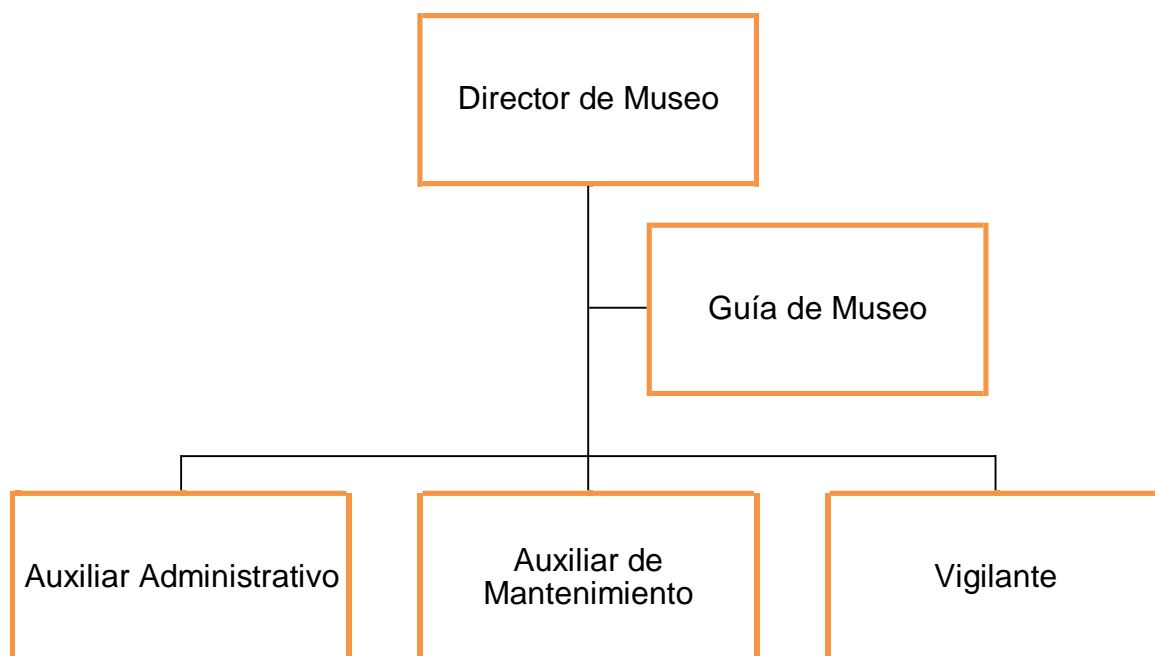 Director de Museo
Guía de Museo
Auxiliar Administrativo
Auxiliar de
Mantenimiento
Vigilante